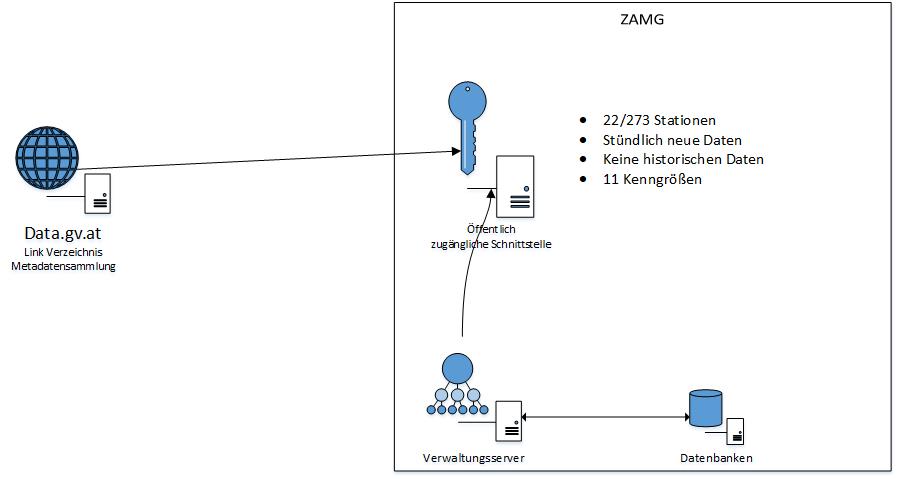 ZAMG
22/273 Stationen
Stündlich neue Daten
Keine historischen Daten
11 Kenngrößen
Data.gv.at
Link Verzeichnis
Metadatensammlung
Öffentlich
zugängliche Schnittstelle
Verwaltungsserver
Datenbanken